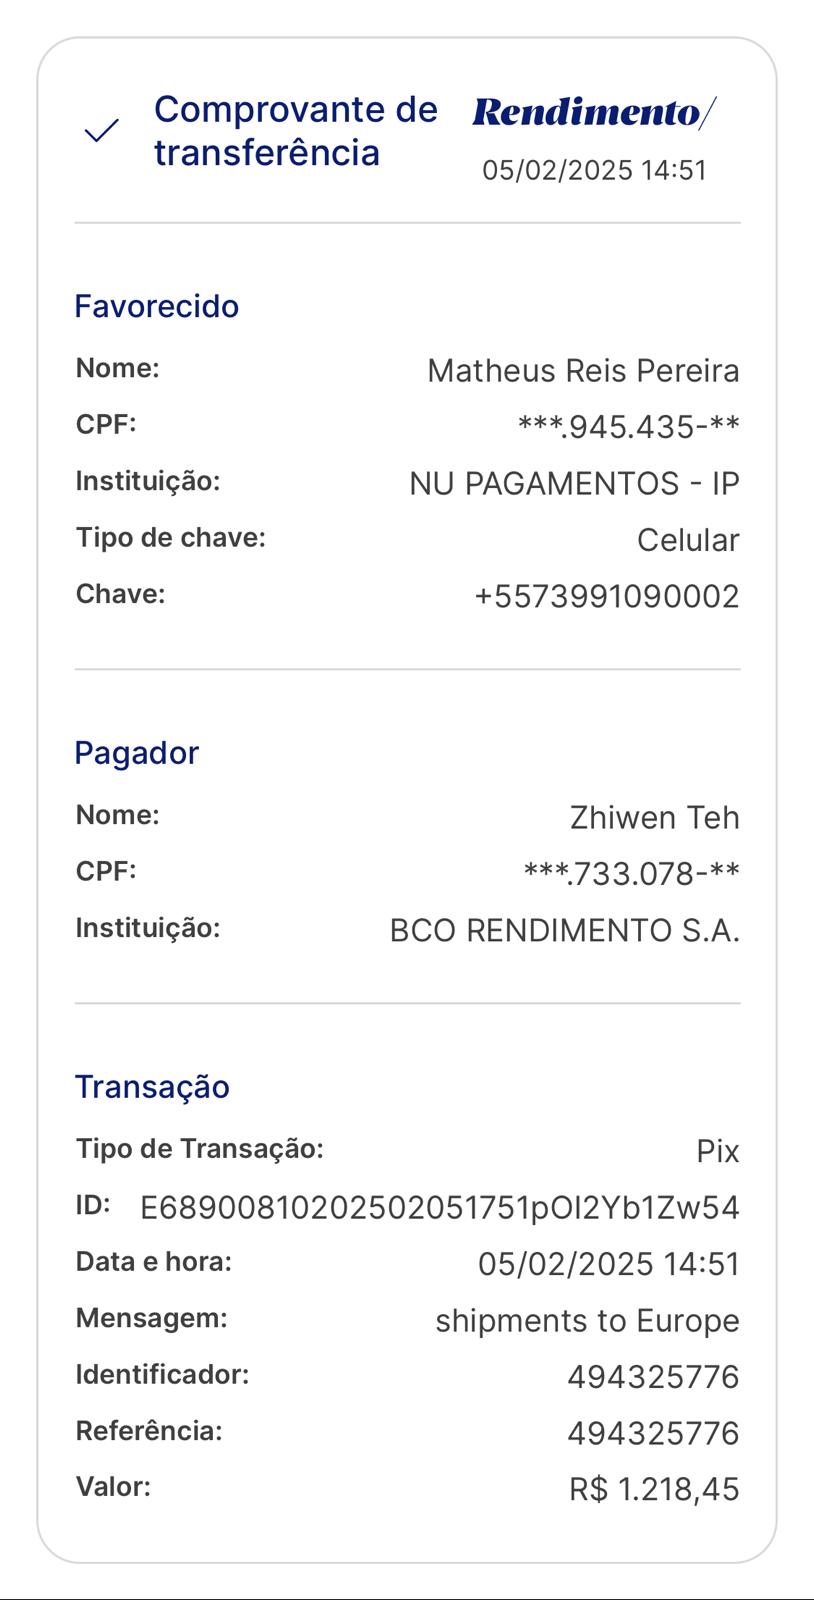 Comprovante de
transferência
Rendimento/
05/02/2025 14:51
Favorecido
Nome: Matheus Reis Pereira
CPF: ***.945.435-**
Instituição: NU PAGAMENTOS - IP
Tipo de chave: Celular
Chave: +5573991090002
Pagador
Nome: Zhiwen Teh
CPF: ***.733.078-**
Instituição: BCO RENDIMENTO S.A.
Transação
Tipo de Transação: Pix
ID: E68900810202502051751pOI2Yb1Zw54
Data e hora: 05/02/2025 14:51
Mensagem: shipments to Europe
Identificador: 494325776
Referência: 494325776
Valor: R$ 1.218,45